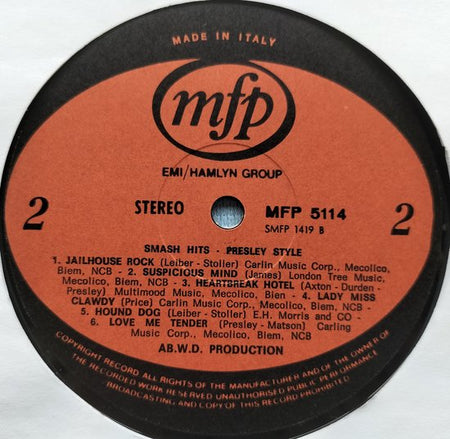 MADE IN ITALY
mfp
EMI/HAMLYN GROUP
2
STEREO
MFP 5114
SMFP 1419 B
2
SMASH HITS - PRESLEY STYLE
1. JAILHOUSE ROCK (Leiber - Stoller) Carlin Music Corp., Mecolico,
Biem, NCB - 2. SUSPICIOUS MIND (James) London Tree Music,
Mecolico, Biem, NCB - 3. HEARTBREAK HOTEL (Axton - Durden -
Presley) Multimood Music, Mecolico, Bien - 4. LADY MISS
CLAWDY (Price) Carlin Music Corp., Mecolico, Biem, NCB -
5. HOUND DOG (Leiber - Stoller) E.H. Morris and CO -
6. LOVE ME TENDER (Presley - Matson) Carling
Music Corp., Mecolico, Biem, NCB
AB.W.D. PRODUCTION
COPYRIGHT RECORD ALL RIGHTS OF THE MANUFACTURER AND OF THE OWNER OF
THE RECORDED WORK RESERVED UNAUTHORISED PUBLIC PERFORMANCE
BROADCASTING AND COPY OF THIS RECORD PROHIBITED